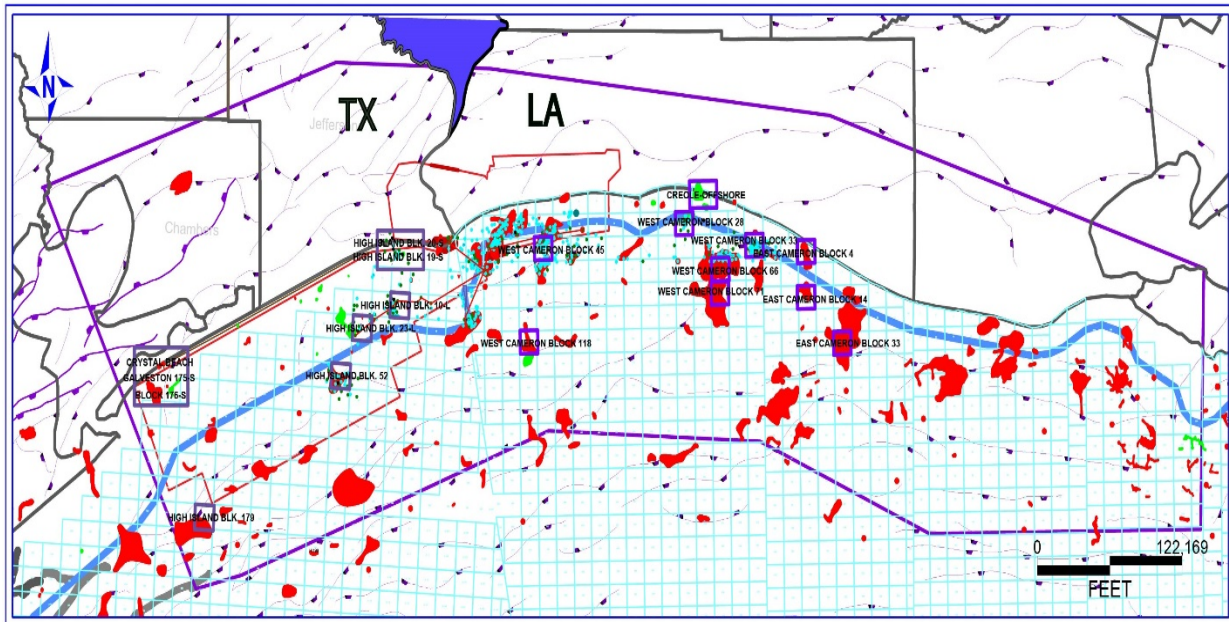 N
TX
LA
Jefferson
Chambers
CREOLE OFFSHORE
WEST CAMERON BLOCK 28
HIGH ISLAND BLK. 20-S
HIGH ISLAND BLK. 19-S
WEST CAMERON BLOCK 45
WEST CAMERON BLOCK 33
EAST CAMERON BLOCK 4
WEST CAMERON BLOCK 66
WEST CAMERON BLOCK 71
EAST CAMERON BLOCK 14
HIGH ISLAND BLK. 10-L
HIGH ISLAND BLK. 23-L
WEST CAMERON BLOCK 118
EAST CAMERON BLOCK 33
CRYSTAL BEACH
GALVESTON 175-S
BLOCK 176-S
HIGH ISLAND BLK. 52
HIGH ISLAND BLK. 179
0
122,169
FEET